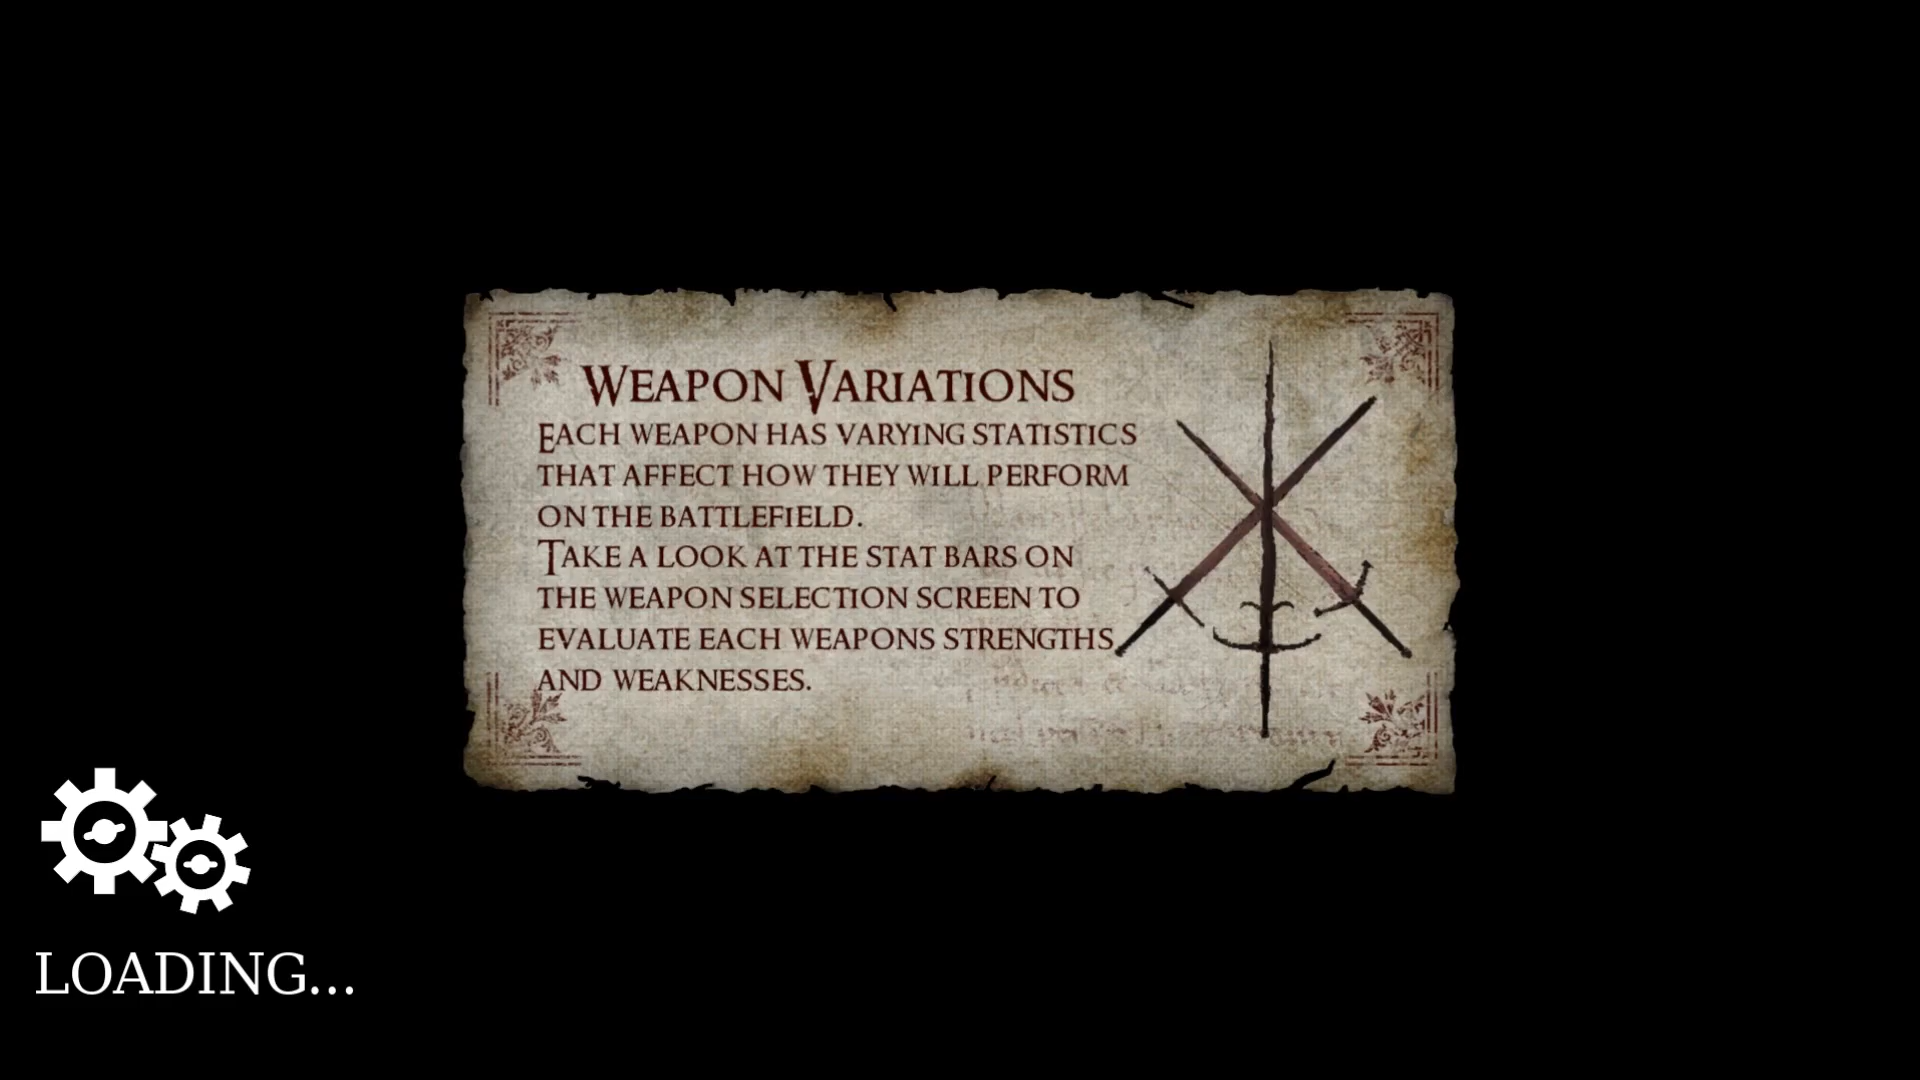 WEAPON VARIATIONS
EACH WEAPON HAS VARYING STATISTICS
THAT AFFECT HOW THEY WILL PERFORM
ON THE BATTLEFIELD.
TAKE A LOOK AT THE STAT BARS ON
THE WEAPON SELECTION SCREEN TO
EVALUATE EACH WEAPONS STRENGTHS
AND WEAKNESSES.
LOADING...